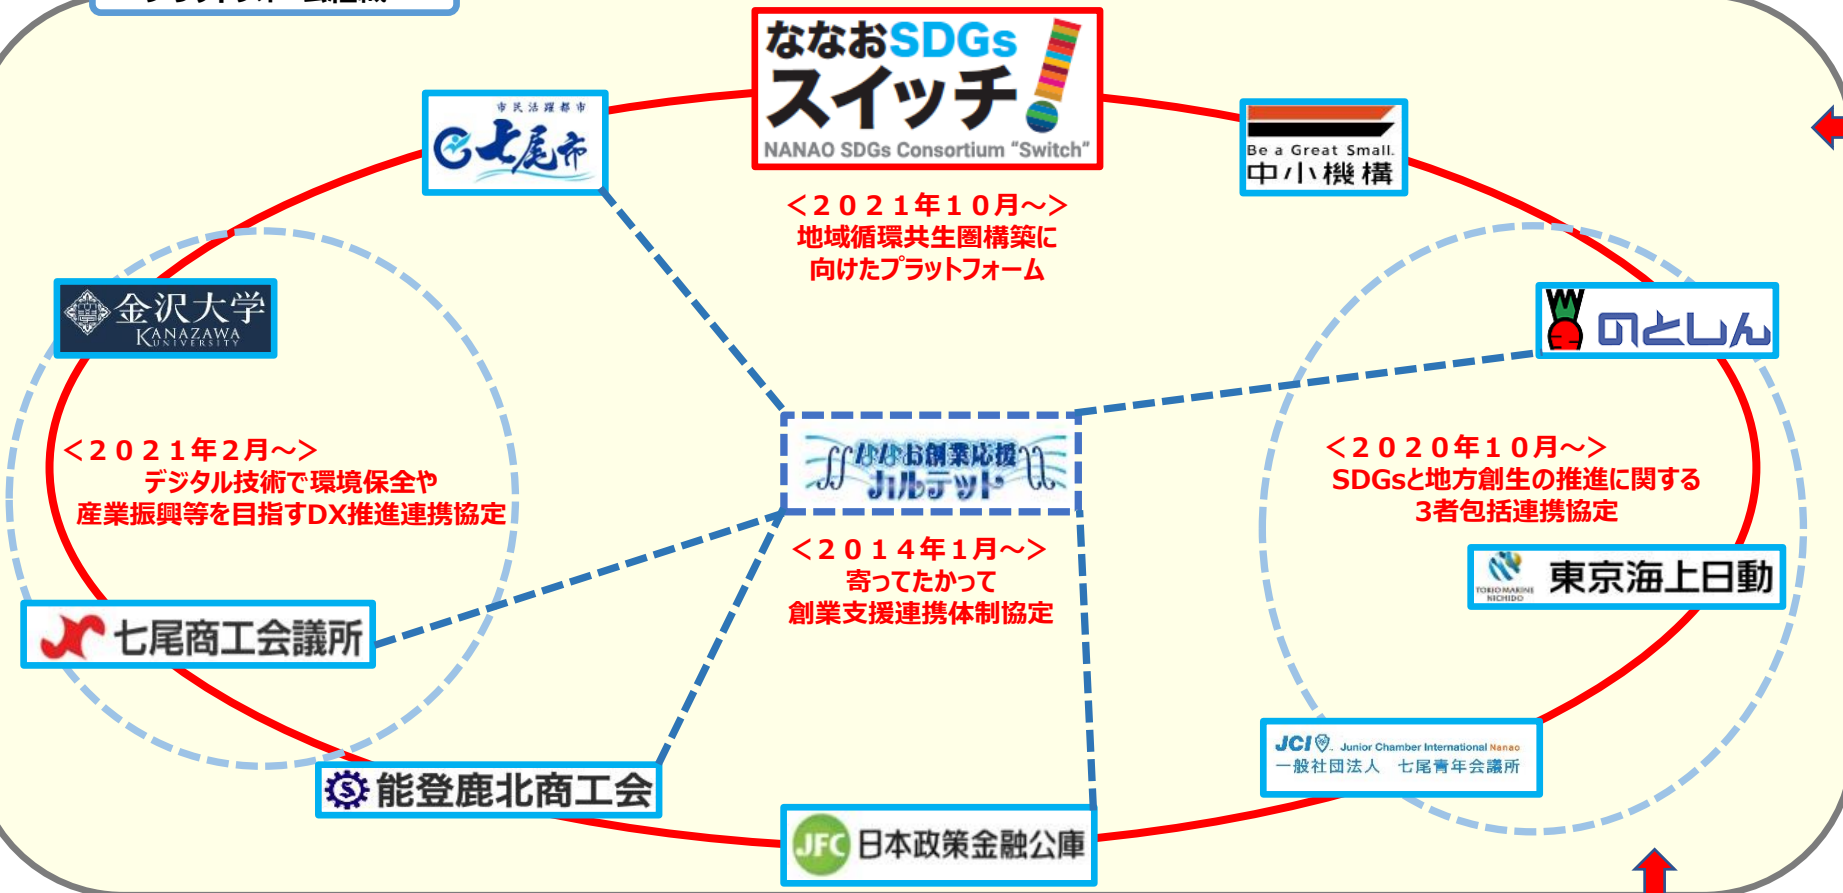 ななおSDGs
スイッチ!
NANAO SDGs Consortium “Switch”
市民活躍都市
七尾市
Be a Great Small.
中小機構
<２０２１年１０月～>
地域循環共生圏構築に
向けたプラットフォーム
金沢大学
KANAZAWA
UNIVERSITY
のとしん
<２０２１年２月～>
デジタル技術で環境保全や
産業振興等を目指すDX推進連携協定
ななお創業応援
カルテット
<２０２０年１０月～>
SDGsと地方創生の推進に関する
3者包括連携協定
<２０１４年１月～>
寄ってたかって
創業支援連携体制協定
TOKIO MARINE
NICHIDO
東京海上日動
七尾商工会議所
JCI Junior Chamber International Nanao
一般社団法人　七尾青年会議所
能登鹿北商工会
JFC 日本政策金融公庫